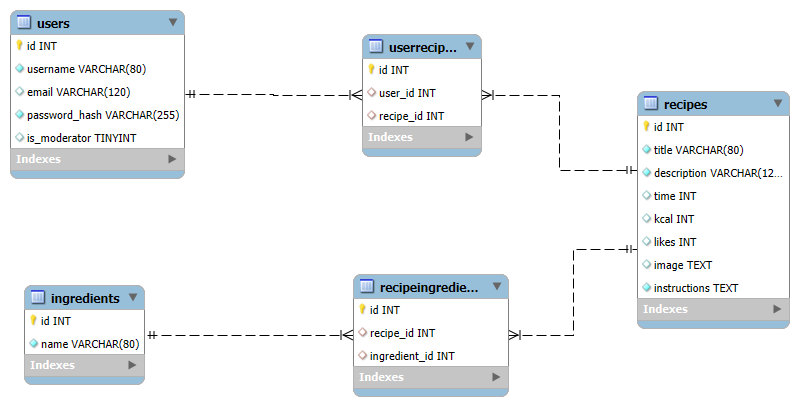 users
id INT
username VARCHAR(80)
email VARCHAR(120)
password_hash VARCHAR(255)
is_moderator TINYINT
Indexes
userrecip...
id INT
user_id INT
recipe_id INT
Indexes
recipes
id INT
title VARCHAR(80)
description VARCHAR(12...
time INT
kcal INT
likes INT
image TEXT
instructions TEXT
Indexes
ingredients
id INT
name VARCHAR(80)
Indexes
recipeingredie...
id INT
recipe_id INT
ingredient_id INT
Indexes